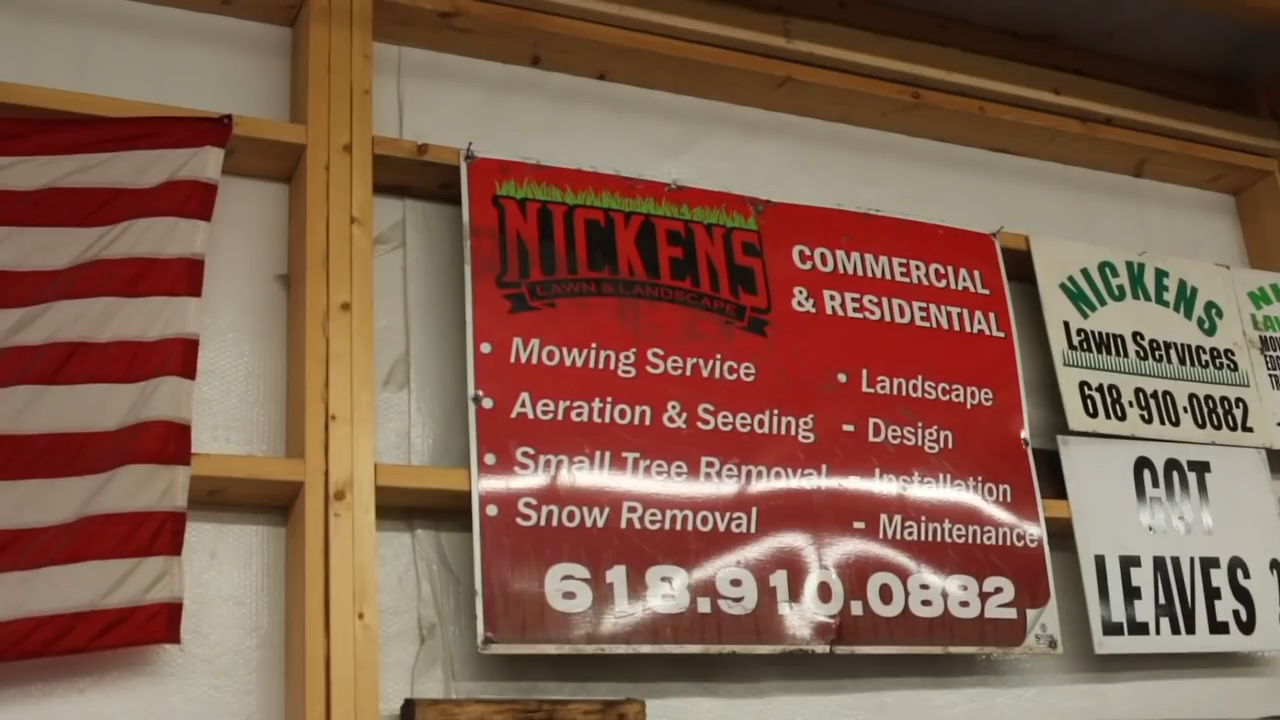 NICKENS
LAWN & LANDSCAPE
COMMERCIAL
& RESIDENTIAL
• Mowing Service
• Aeration & Seeding
• Small Tree Removal
• Snow Removal
• Landscape
- Design
- Installation
- Maintenance
618.910.0882
NICKENS
Lawn Services
618-910-0882
GOT
LEAVES